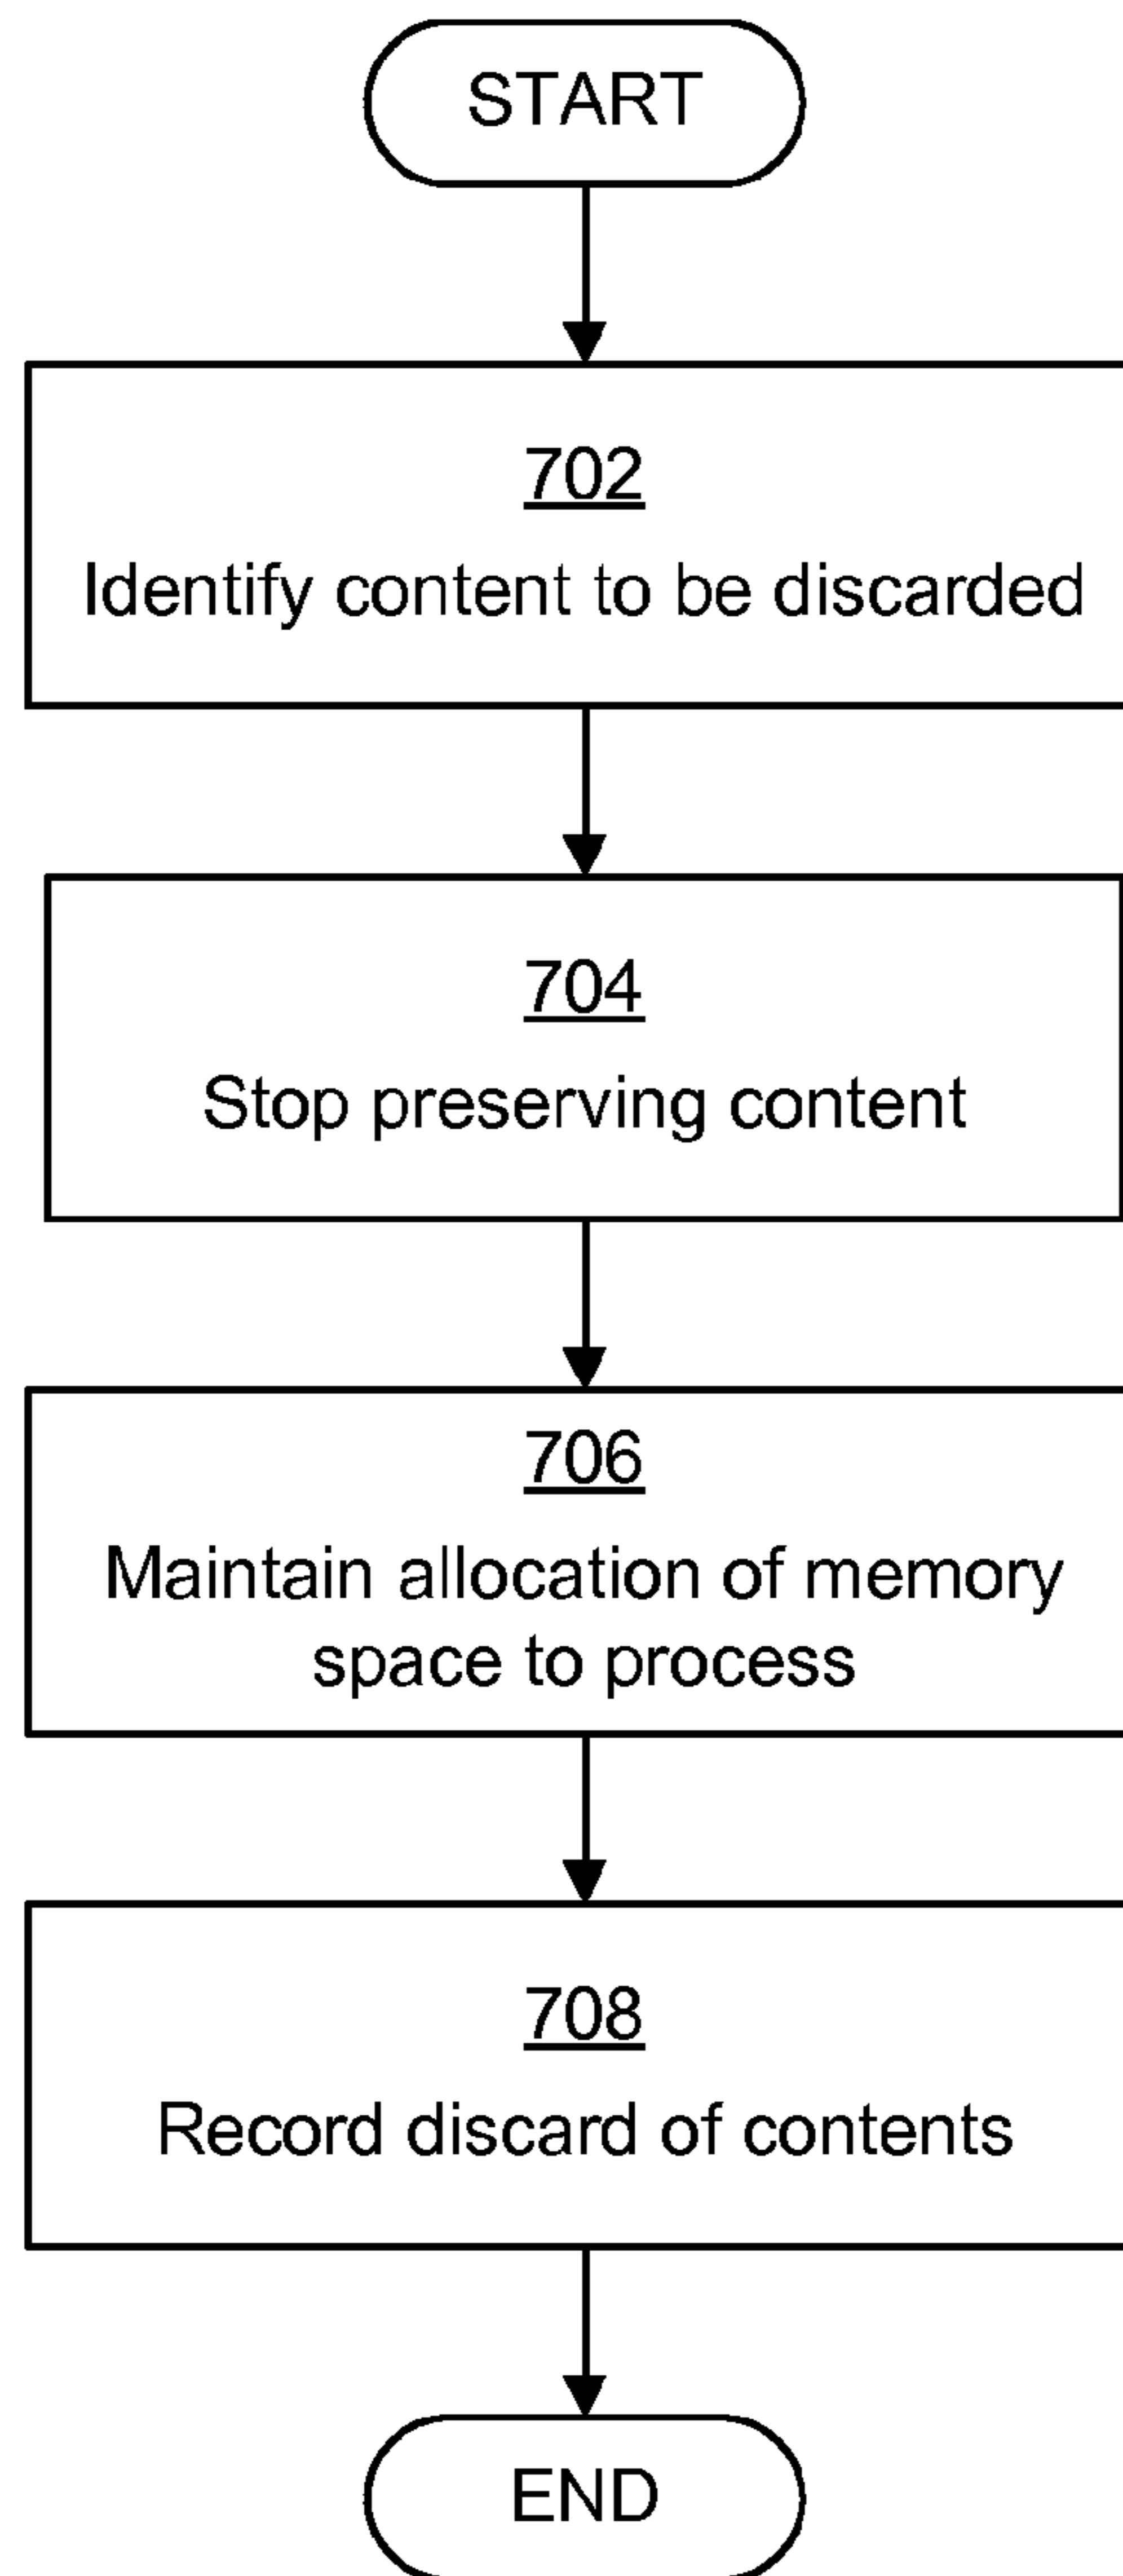 START
702
Identify content to be discarded
704
Stop preserving content
706
Maintain allocation of memory
space to process
708
Record discard of contents
END